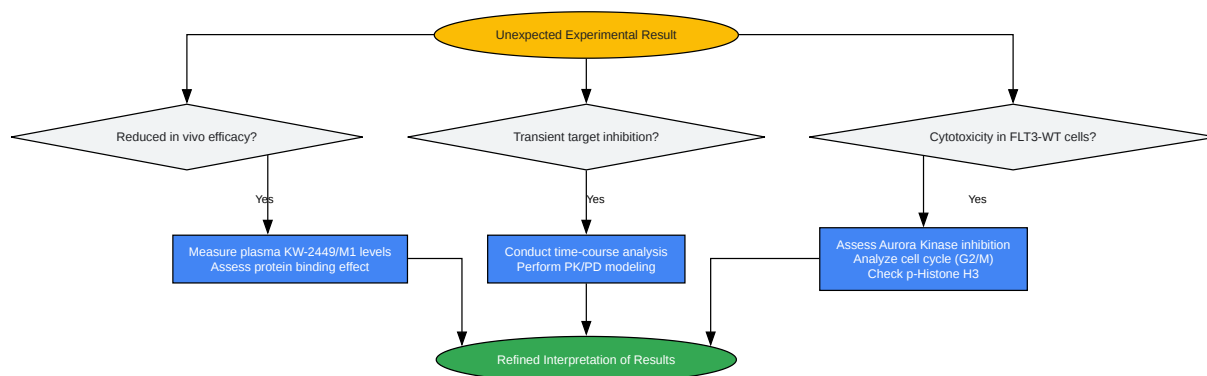 Unexpected Experimental Result
Reduced in vivo efficacy?
Transient target inhibition?
Cytotoxicity in FLT3-WT cells?
Yes
Yes
Yes
Measure plasma KW-2449/M1 levels
Assess protein binding effect
Conduct time-course analysis
Perform PK/PD modeling
Assess Aurora Kinase inhibition
Analyze cell cycle (G2/M)
Check p-Histone H3
Refined Interpretation of Results